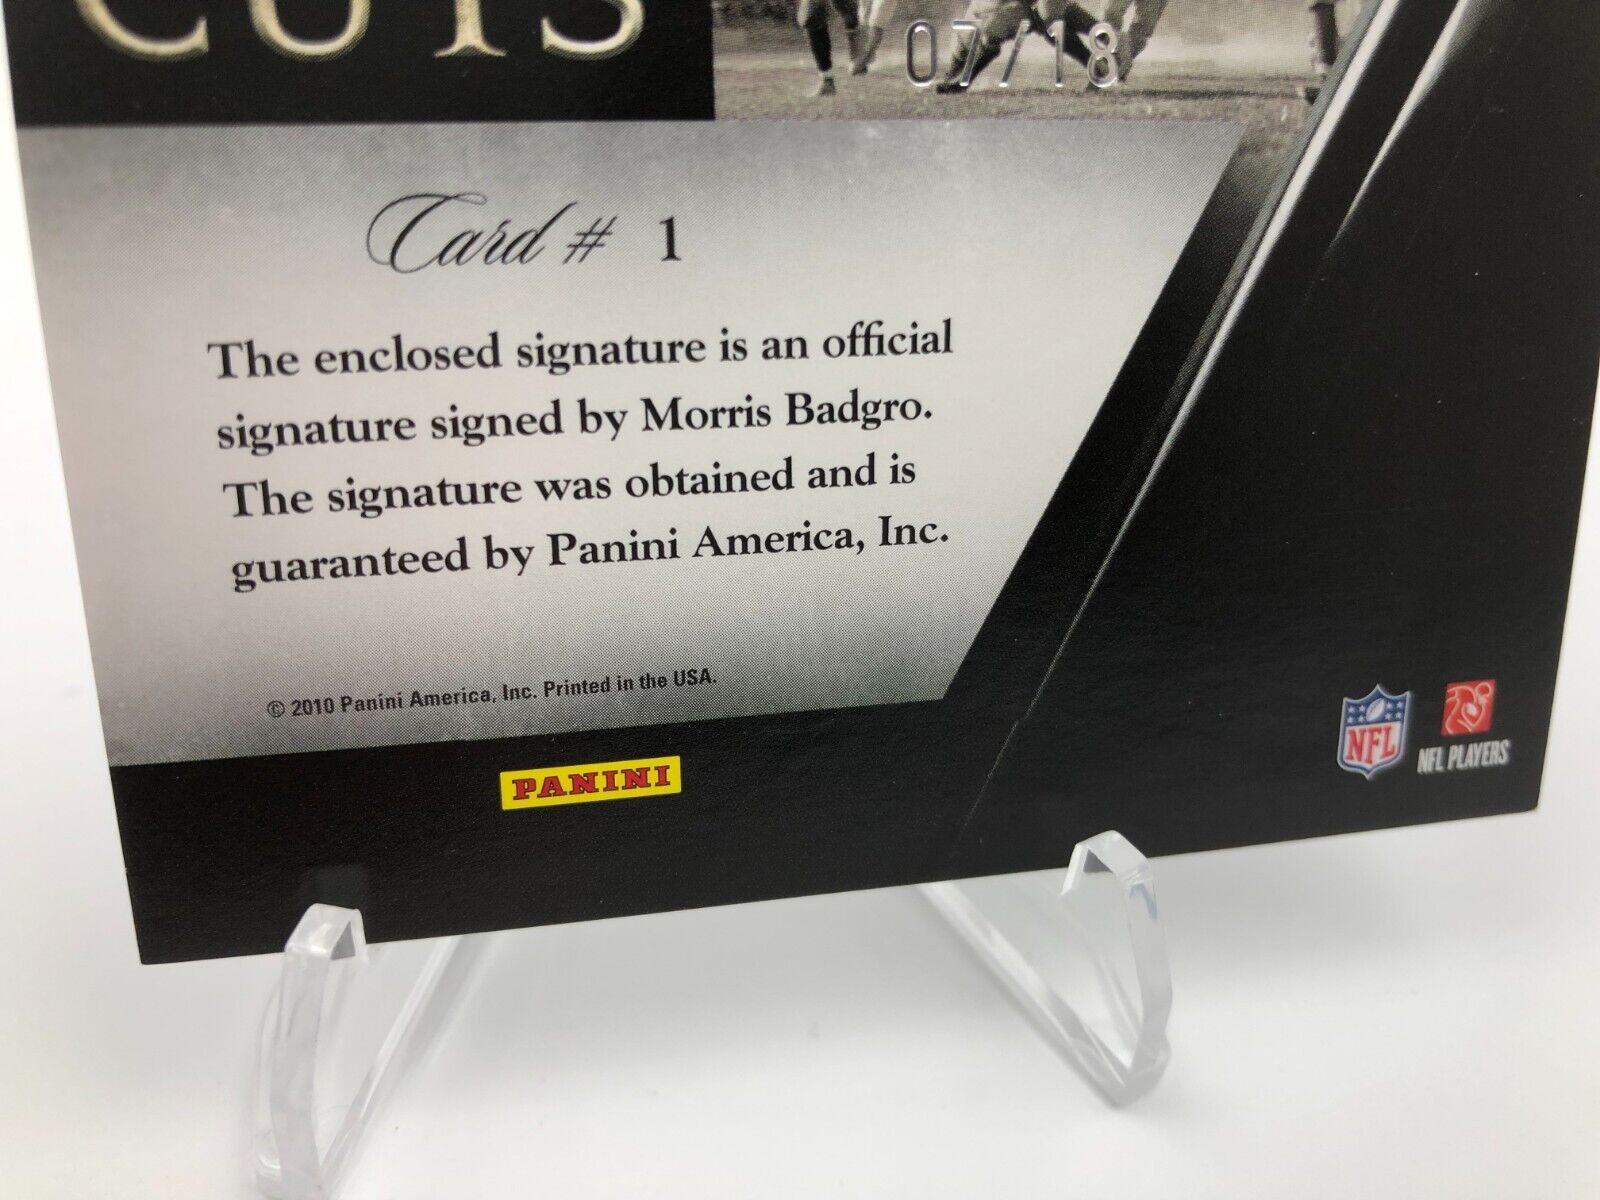 CUTS
07/18
Card # 1
The enclosed signature is an official
signature signed by Morris Badgro.
The signature was obtained and is
guaranteed by Panini America, Inc.
© 2010 Panini America, Inc. Printed in the USA.
PANINI
NFL
NFL PLAYERS